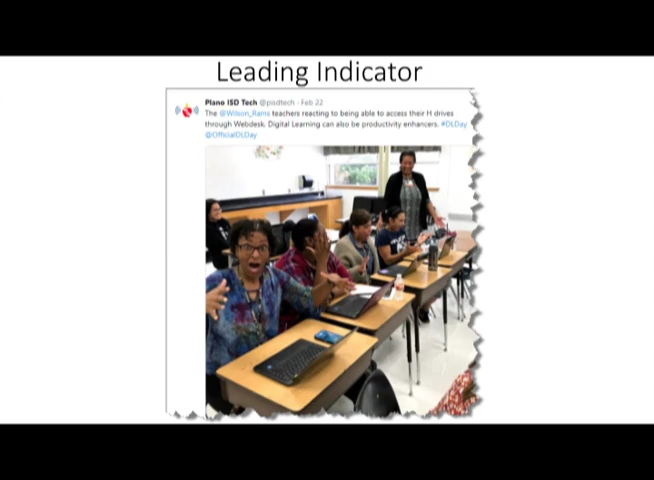 Leading Indicator
Plano ISD Tech @pisdtech - Feb 22
The @Wilson_Rams teachers reacting to being able to access their H drives
through Webdesk. Digital Learning can also be productivity enhancers. #DLDay
@OfficialDLDay